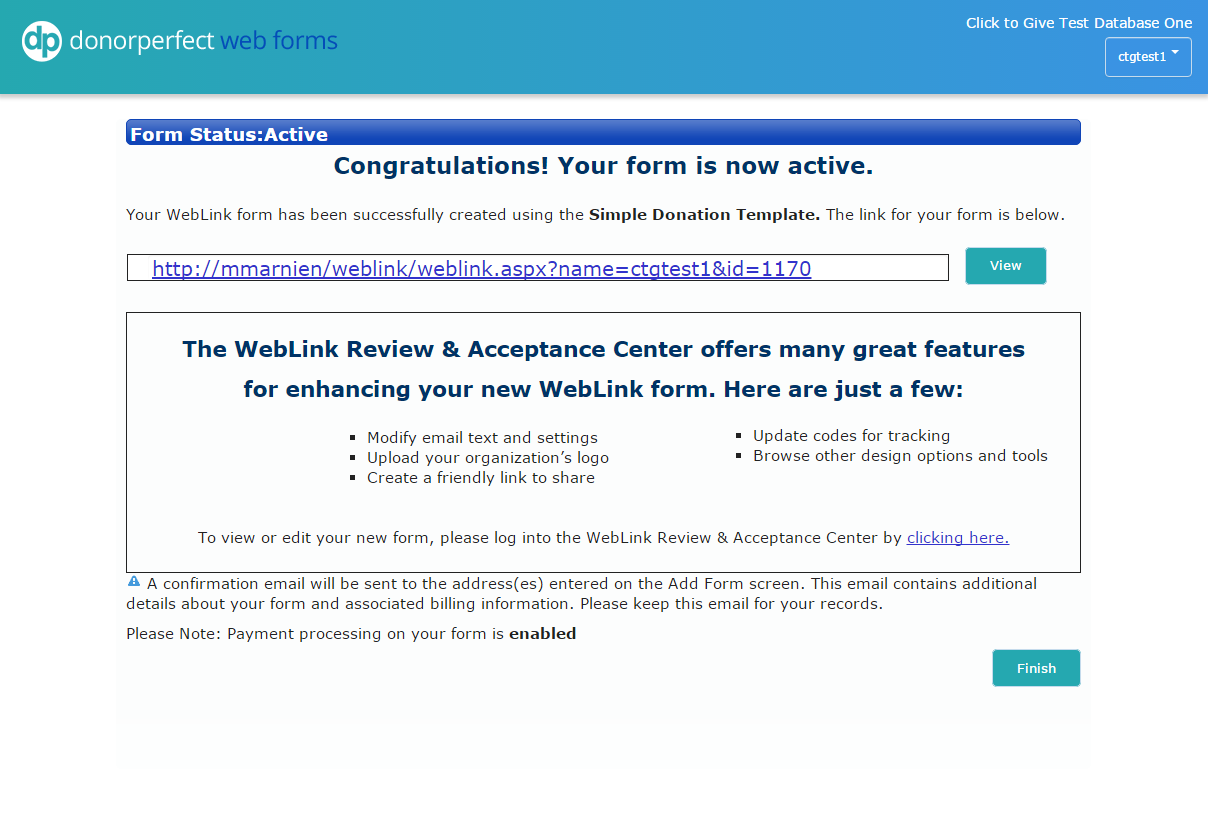 dp donorperfect web forms
Click to Give Test Database One
ctgtest1
Form Status:Active
Congratulations! Your form is now active.
Your WebLink form has been successfully created using the Simple Donation Template. The link for your form is below.
http://mmarnien/weblink/weblink.aspx?name=ctgtest1&id=1170
View
The WebLink Review & Acceptance Center offers many great features
for enhancing your new WebLink form. Here are just a few:
▪ Modify email text and settings
▪ Upload your organization’s logo
▪ Create a friendly link to share
▪ Update codes for tracking
▪ Browse other design options and tools
To view or edit your new form, please log into the WebLink Review & Acceptance Center by clicking here.
A confirmation email will be sent to the address(es) entered on the Add Form screen. This email contains additional
details about your form and associated billing information. Please keep this email for your records.
Please Note: Payment processing on your form is enabled
Finish